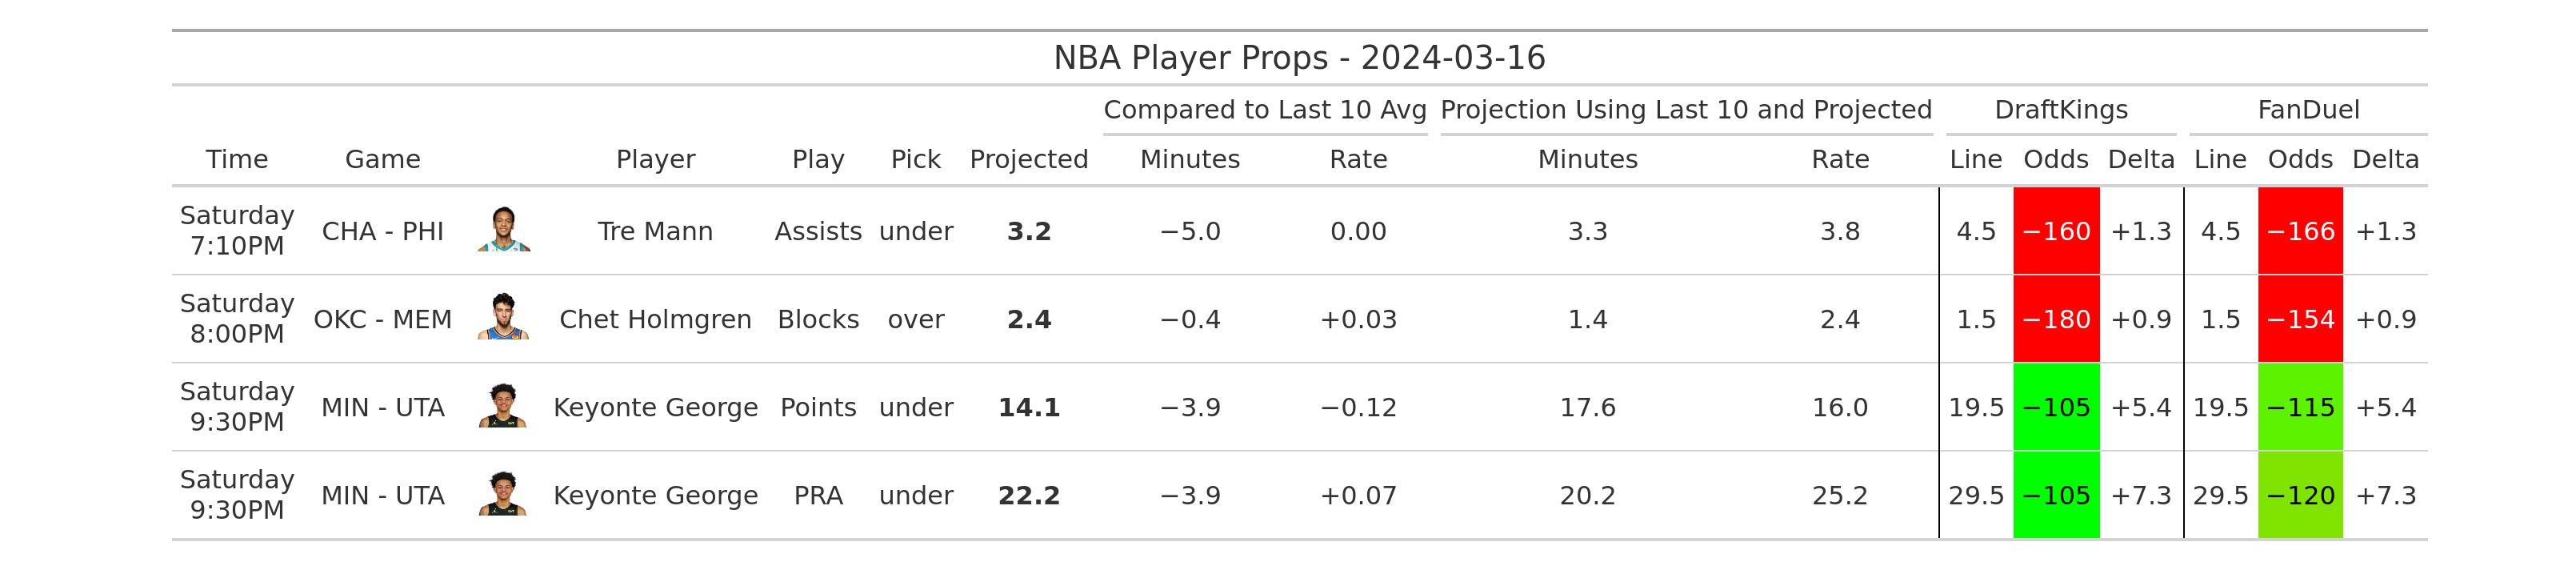 NBA Player Props - 2024-03-16
Compared to Last 10 Avg Projection Using Last 10 and Projected DraftKings FanDuel
Time Game Player Play Pick Projected Minutes Rate Minutes Rate Line Odds Delta Line Odds Delta
Saturday
7:10PM CHA - PHI Tre Mann Assists under 3.2 −5.0 0.00 3.3 3.8 4.5 −160 +1.3 4.5 −166 +1.3
Saturday
8:00PM OKC - MEM Chet Holmgren Blocks over 2.4 −0.4 +0.03 1.4 2.4 1.5 −180 +0.9 1.5 −154 +0.9
Saturday
9:30PM MIN - UTA Keyonte George Points under 14.1 −3.9 −0.12 17.6 16.0 19.5 −105 +5.4 19.5 −115 +5.4
Saturday
9:30PM MIN - UTA Keyonte George PRA under 22.2 −3.9 +0.07 20.2 25.2 29.5 −105 +7.3 29.5 −120 +7.3